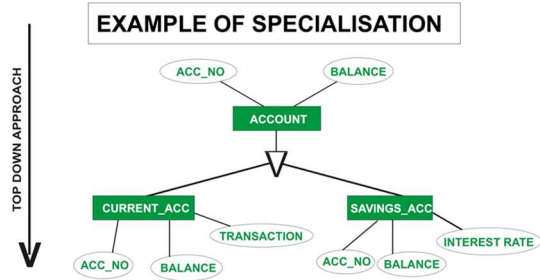 EXAMPLE OF SPECIALISATION
TOP DOWN APPROACH
ACC_NO
BALANCE
ACCOUNT
CURRENT_ACC
SAVINGS_ACC
TRANSACTION
INTEREST RATE
ACC_NO
BALANCE
ACC_NO
BALANCE